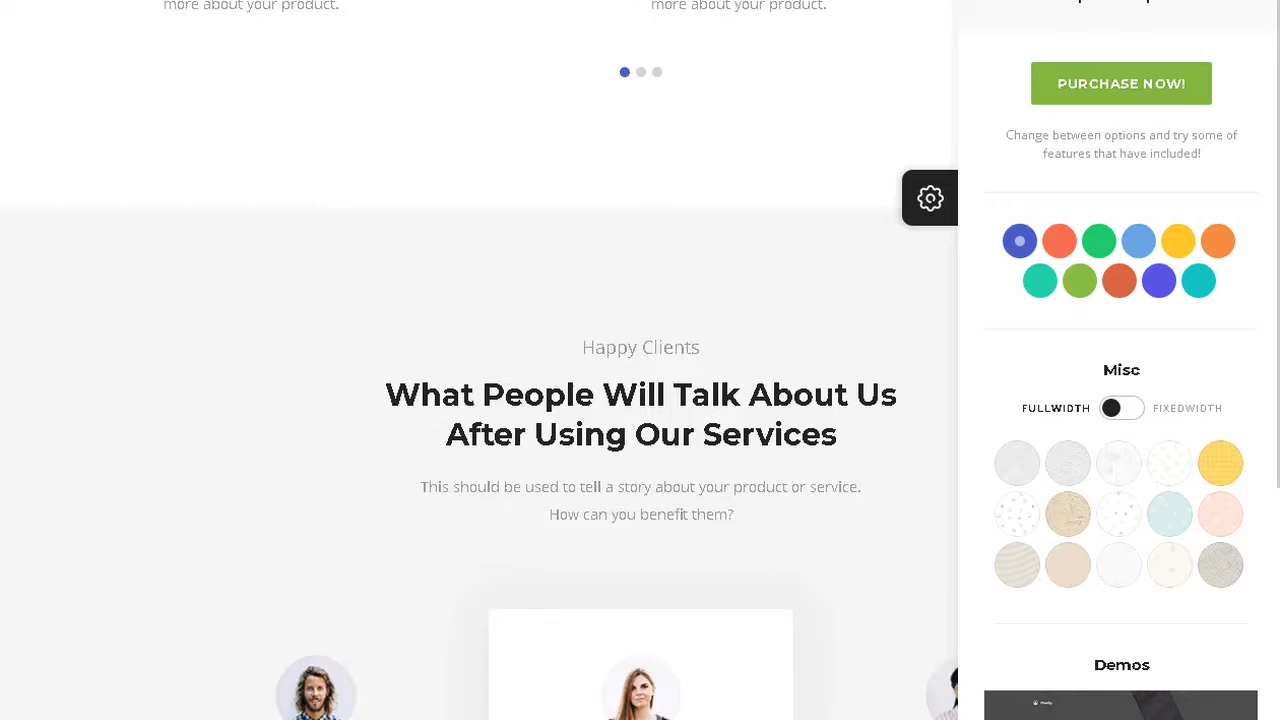 more about your product.
more about your product.
PURCHASE NOW!
Change between options and try some of
features that have included!
Happy Clients
What People Will Talk About Us
After Using Our Services
This should be used to tell a story about your product or service.
How can you benefit them?
Misc
FULLWIDTH
FIXEDWIDTH
Demos